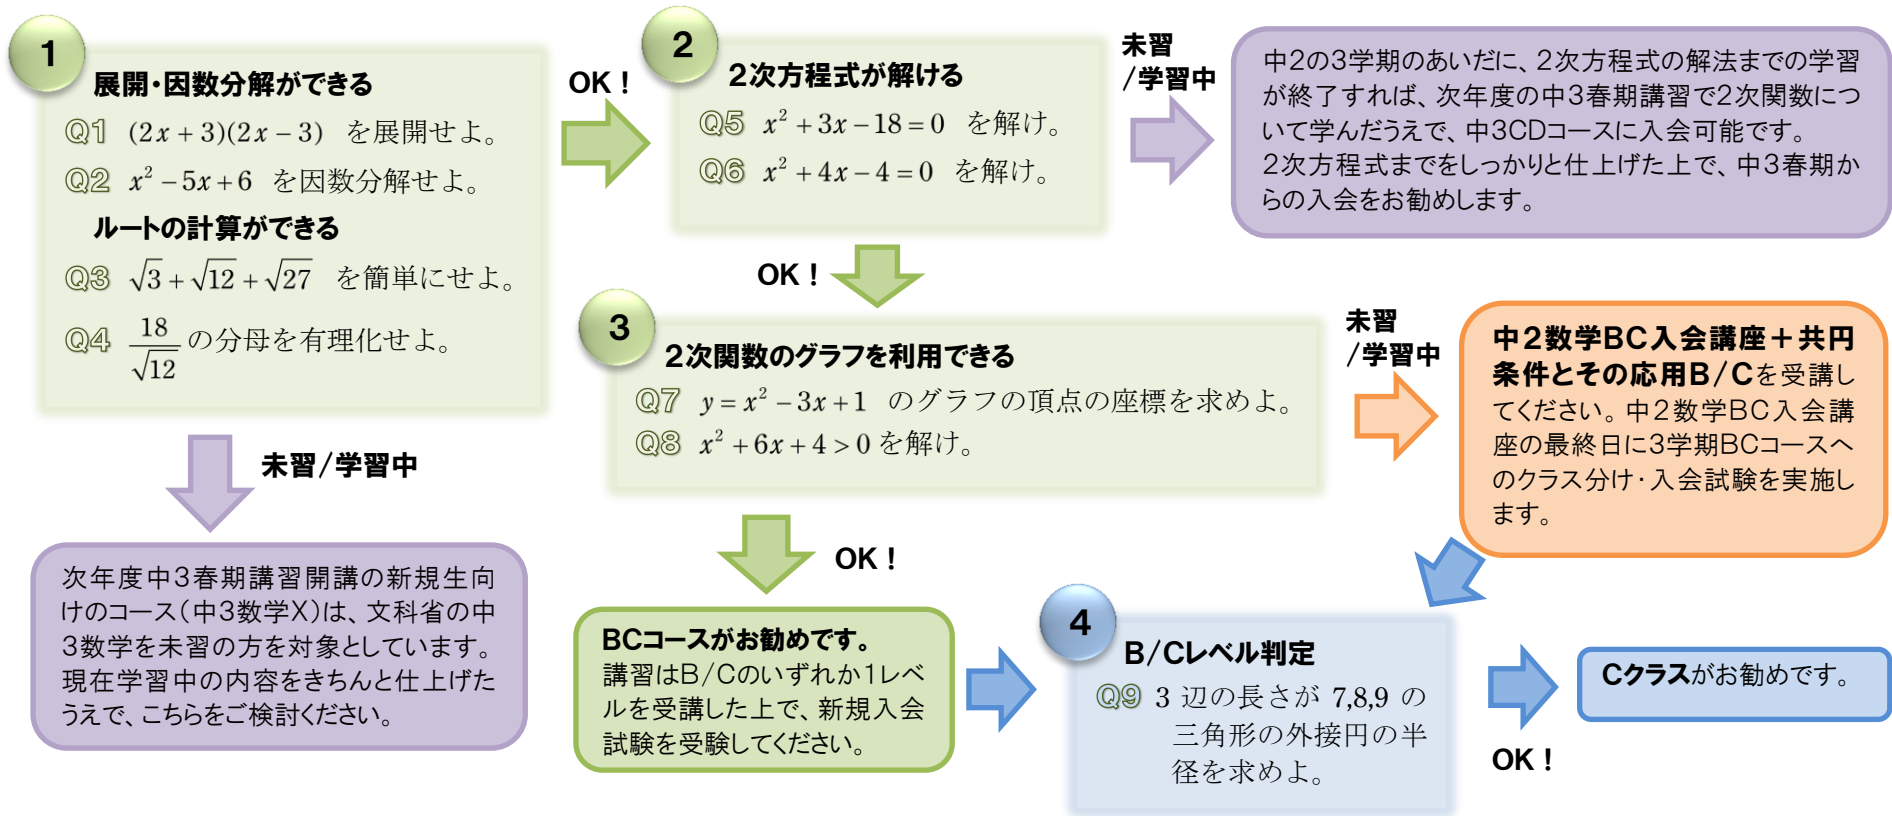 1
展開・因数分解ができる
Q1 (2x+3)(2x−3) を展開せよ。
Q2 x²−5x+6 を因数分解せよ。
ルートの計算ができる
Q3 √3+√12+√27 を簡単にせよ。
Q4 18/√12 の分母を有理化せよ。
OK！
未習/学習中
次年度中3春期講習開講の新規生向
けのコース（中3数学X）は、文科省の中
3数学を未習の方を対象としています。
現在学習中の内容をきちんと仕上げた
うえで、こちらをご検討ください。
2
2次方程式が解ける
Q5 x²+3x−18=0 を解け。
Q6 x²+4x−4=0 を解け。
未習
/学習中
中2の3学期のあいだに、2次方程式の解法までの学習
が終了すれば、次年度の中3春期講習で2次関数につ
いて学んだうえで、中3CDコースに入会可能です。
2次方程式までをしっかりと仕上げた上で、中3春期か
らの入会をお勧めします。
OK！
3
2次関数のグラフを利用できる
Q7 y=x²−3x+1 のグラフの頂点の座標を求めよ。
Q8 x²+6x+4>0 を解け。
未習
/学習中
中2数学BC入会講座＋共円
条件とその応用B/Cを受講し
てください。中2数学BC入会講
座の最終日に3学期BCコースへ
のクラス分け・入会試験を実施し
ます。
OK！
BCコースがお勧めです。
講習はB/Cのいずれか1レベ
ルを受講した上で、新規入会
試験を受験してください。
4
B/Cレベル判定
Q9 3 辺の長さが 7,8,9 の
三角形の外接円の半
径を求めよ。
OK！
Cクラスがお勧めです。